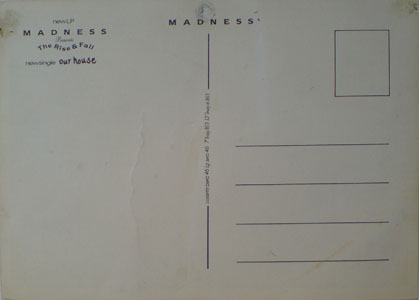 new LP
MADNESS
Presents
The Rise & Fall
new single our house
MADNESS